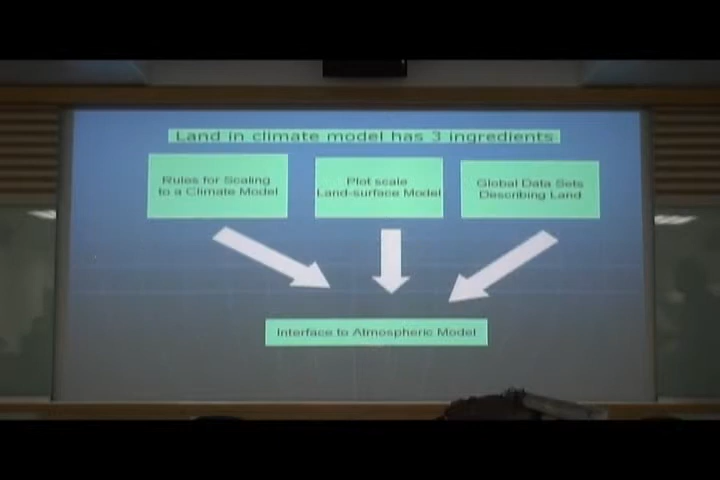 Land in climate model has 3 ingredients.
Rules for Scaling
to a Climate Model
Plot scale
Land-surface Model
Global Data Sets
Describing Land
Interface to Atmospheric Model